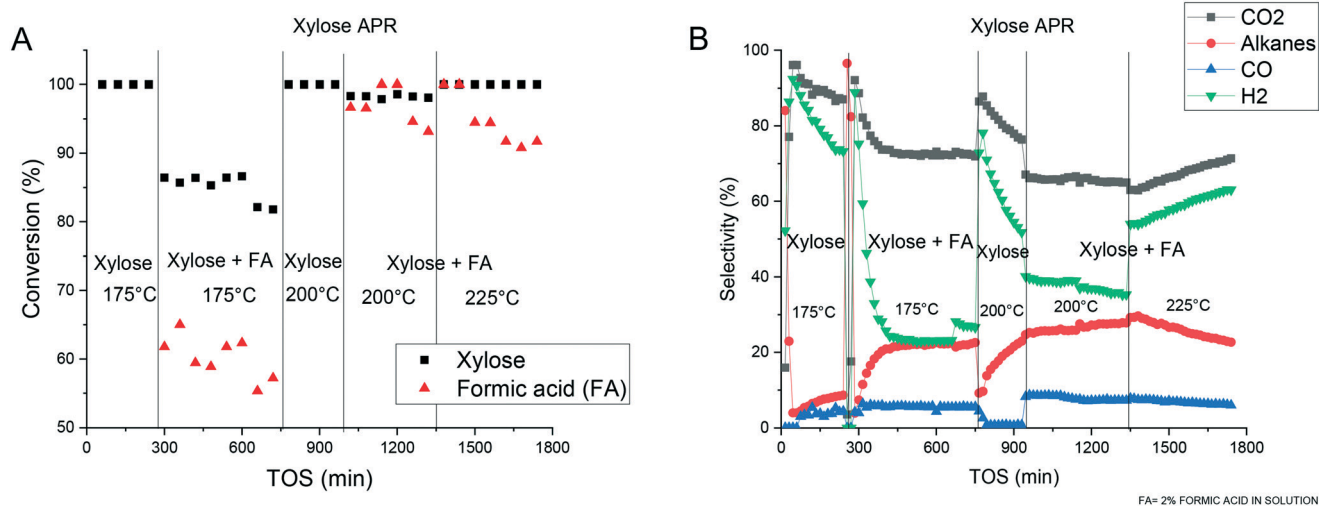 A
Xylose APR
Conversion (%)
100
90
80
70
60
50
Xylose
175°C
Xylose + FA
175°C
Xylose
200°C
Xylose + FA
200°C
225°C
Xylose
Formic acid (FA)
0
300
600
900
1200
1500
1800
TOS (min)
B
Xylose APR
CO2
Alkanes
CO
H2
Selectivity (%)
100
80
60
40
20
0
Xylose
175°C
Xylose + FA
175°C
Xylose
200°C
Xylose + FA
200°C
225°C
0
300
600
900
1200
1500
1800
TOS (min)
FA= 2% FORMIC ACID IN SOLUTION